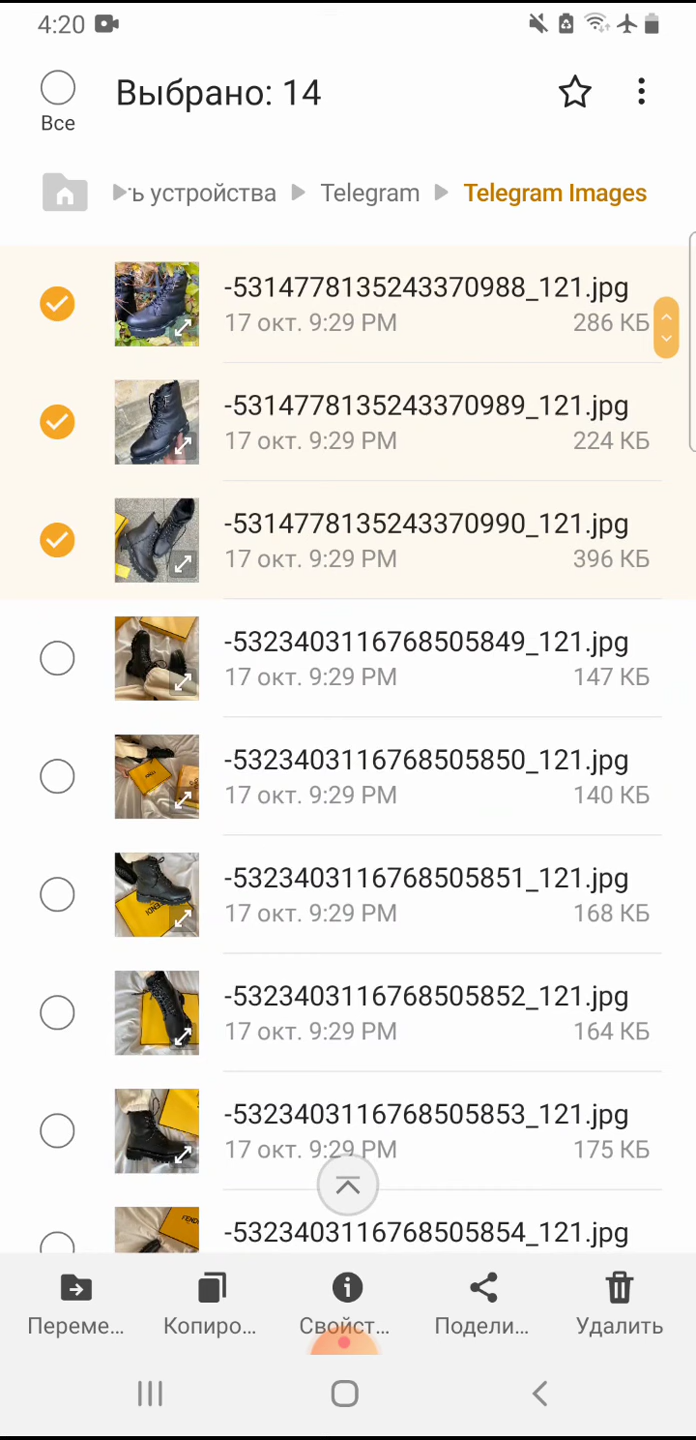 4:20
Выбрано: 14
Все
ь устройства
Telegram
Telegram Images
-5314778135243370988_121.jpg
17 окт. 9:29 PM
286 КБ
-5314778135243370989_121.jpg
17 окт. 9:29 PM
224 КБ
-5314778135243370990_121.jpg
17 окт. 9:29 PM
396 КБ
-5323403116768505849_121.jpg
17 окт. 9:29 PM
147 КБ
-5323403116768505850_121.jpg
17 окт. 9:29 PM
140 КБ
-5323403116768505851_121.jpg
17 окт. 9:29 PM
168 КБ
FENDI
-5323403116768505852_121.jpg
17 окт. 9:29 PM
164 КБ
-5323403116768505853_121.jpg
17 окт. 9:29 PM
175 КБ
-5323403116768505854_121.jpg
FENDI
Переме...
Копиро...
Свойст...
Подели...
Удалить